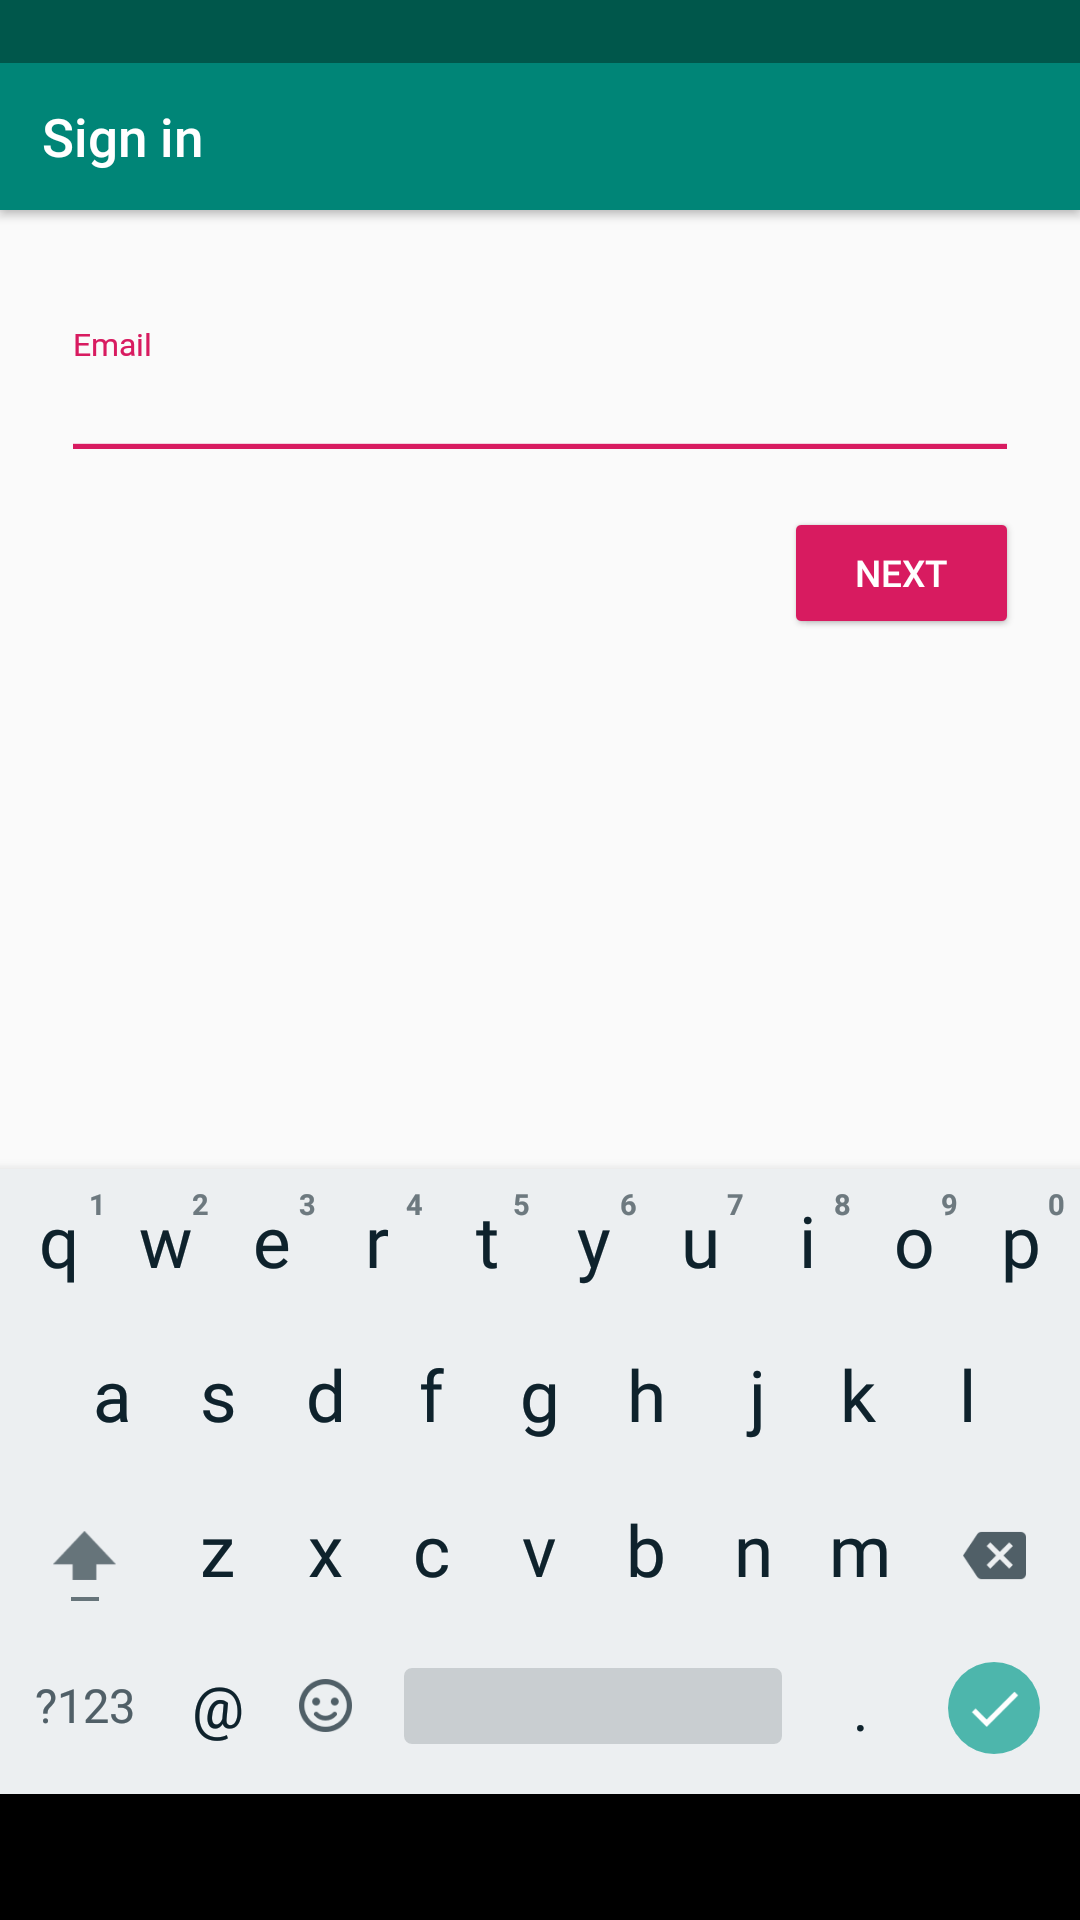 Sign in
Email
NEXT
1 2 3 4 5 6 7 8 9 0
q w e r t y u i o p
a s d f g h j k l
z x c v b n m
?123 @ .